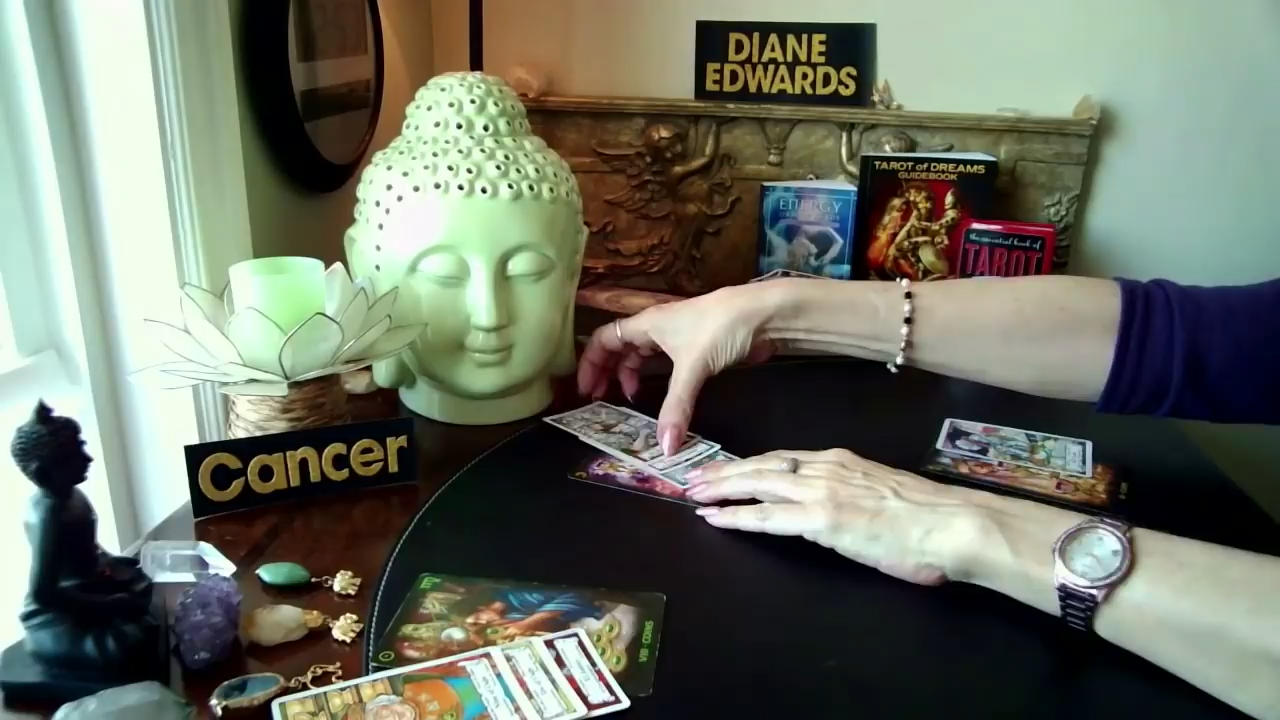 DIANE
EDWARDS
TAROT of DREAMS
GUIDEBOOK
ENERGY
the essential book of
TAROT
Cancer
VIII · COINS